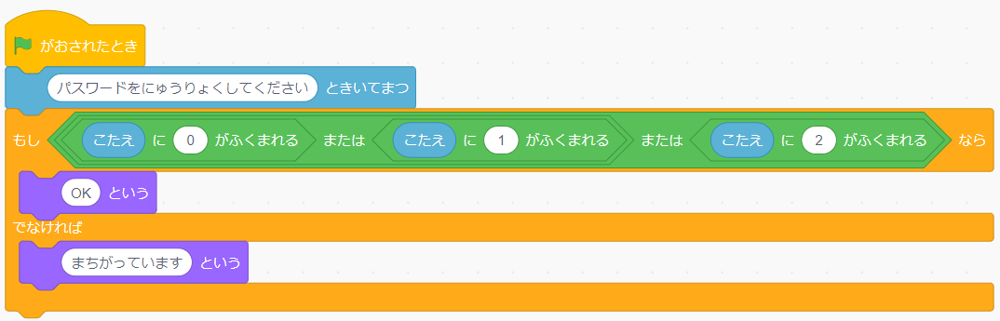 がおされたとき
パスワードをにゅうりょくしてください ときいてまつ
もし こたえ に 0 がふくまれる または こたえ に 1 がふくまれる または こたえ に 2 がふくまれる なら
OK という
でなければ
まちがっています という